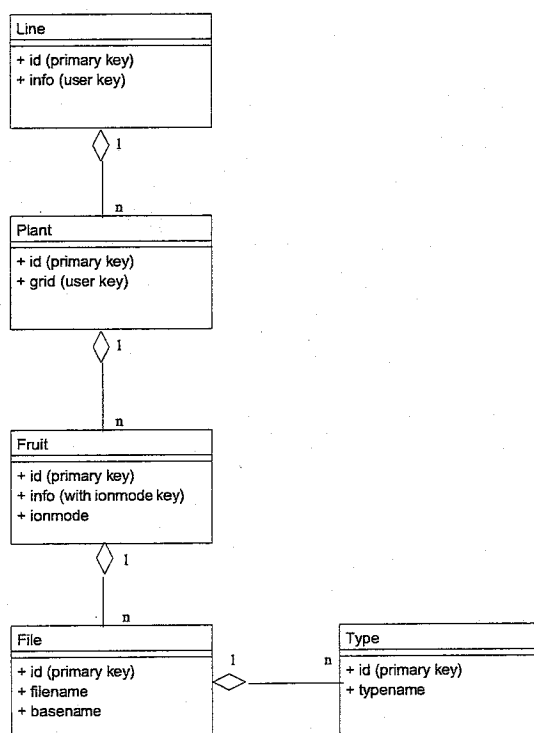 Line
+ id (primary key)
+ info (user key)
1
n
Plant
+ id (primary key)
+ grid (user key)
1
n
Fruit
+ id (primary key)
+ info (with ionmode key)
+ ionmode
1
n
File
+ id (primary key)
+ filename
+ basename
1
n
Type
+ id (primary key)
+ typename